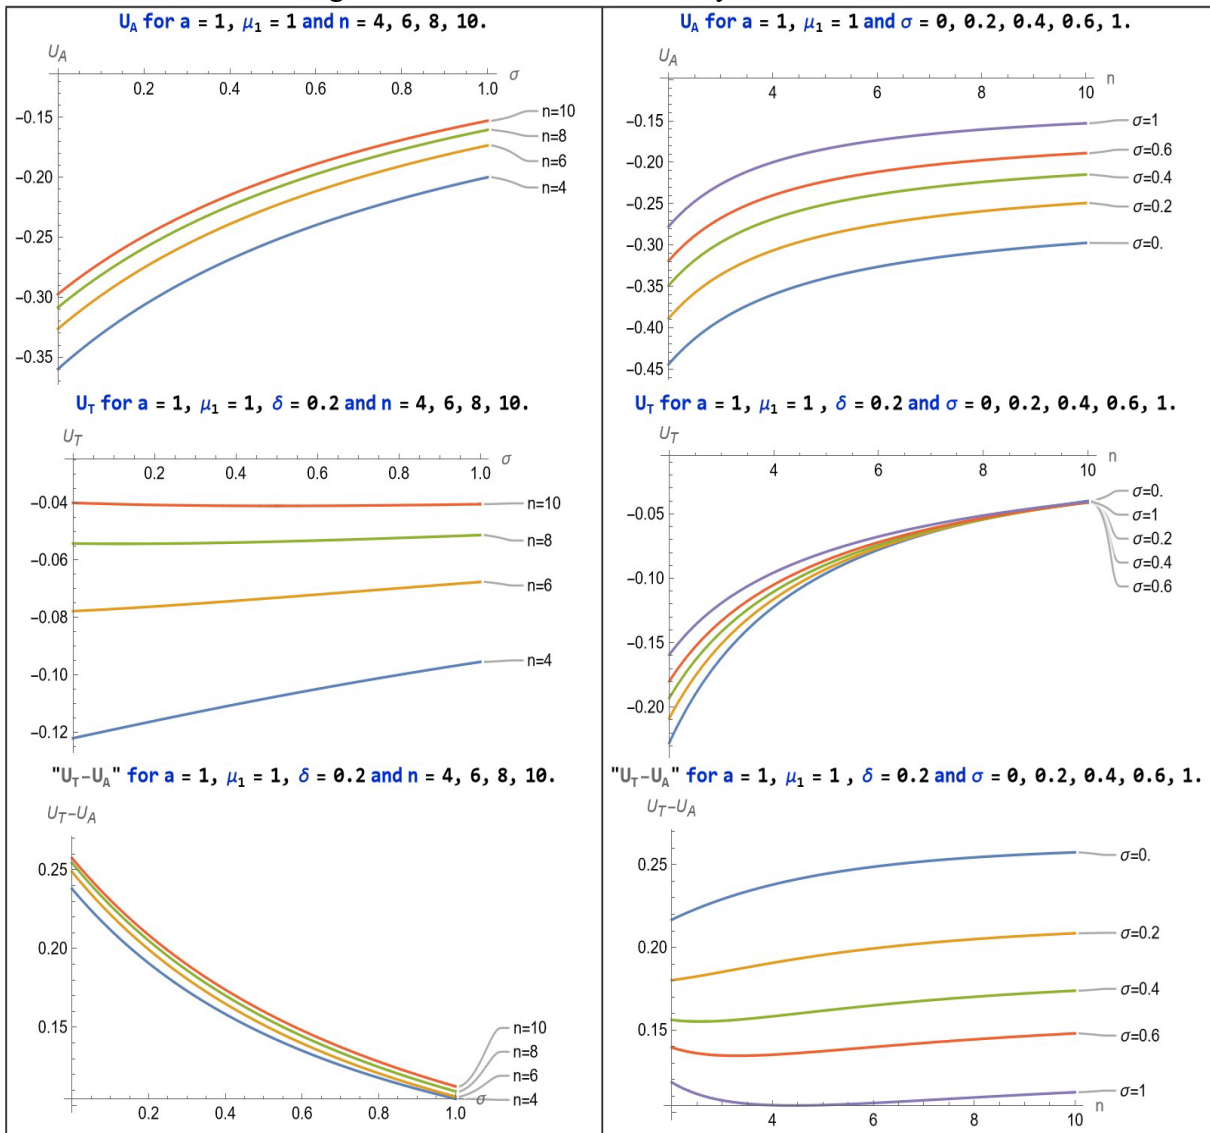 U_A for a = 1, μ₁ = 1 and n = 4, 6, 8, 10.
U_A
0.2 0.4 0.6 0.8 1.0 σ
−0.15
−0.20
−0.25
−0.30
−0.35
n=10
n=8
n=6
n=4
U_A for a = 1, μ₁ = 1 and σ = 0, 0.2, 0.4, 0.6, 1.
U_A
4 6 8 10 n
−0.15
−0.20
−0.25
−0.30
−0.35
−0.40
−0.45
σ=1
σ=0.6
σ=0.4
σ=0.2
σ=0.
U_T for a = 1, μ₁ = 1, δ = 0.2 and n = 4, 6, 8, 10.
U_T
0.2 0.4 0.6 0.8 1.0 σ
−0.04
−0.06
−0.08
−0.10
−0.12
n=10
n=8
n=6
n=4
U_T for a = 1, μ₁ = 1 , δ = 0.2 and σ = 0, 0.2, 0.4, 0.6, 1.
U_T
4 6 8 10 n
−0.05
−0.10
−0.15
−0.20
σ=0.
σ=1
σ=0.2
σ=0.4
σ=0.6
"U_T−U_A" for a = 1, μ₁ = 1, δ = 0.2 and n = 4, 6, 8, 10.
U_T−U_A
0.25
0.20
0.15
0.2 0.4 0.6 0.8 1.0 σ
n=10
n=8
n=6
n=4
"U_T−U_A" for a = 1, μ₁ = 1 , δ = 0.2 and σ = 0, 0.2, 0.4, 0.6, 1.
U_T−U_A
0.25
0.20
0.15
4 6 8 10 n
σ=0.
σ=0.2
σ=0.4
σ=0.6
σ=1